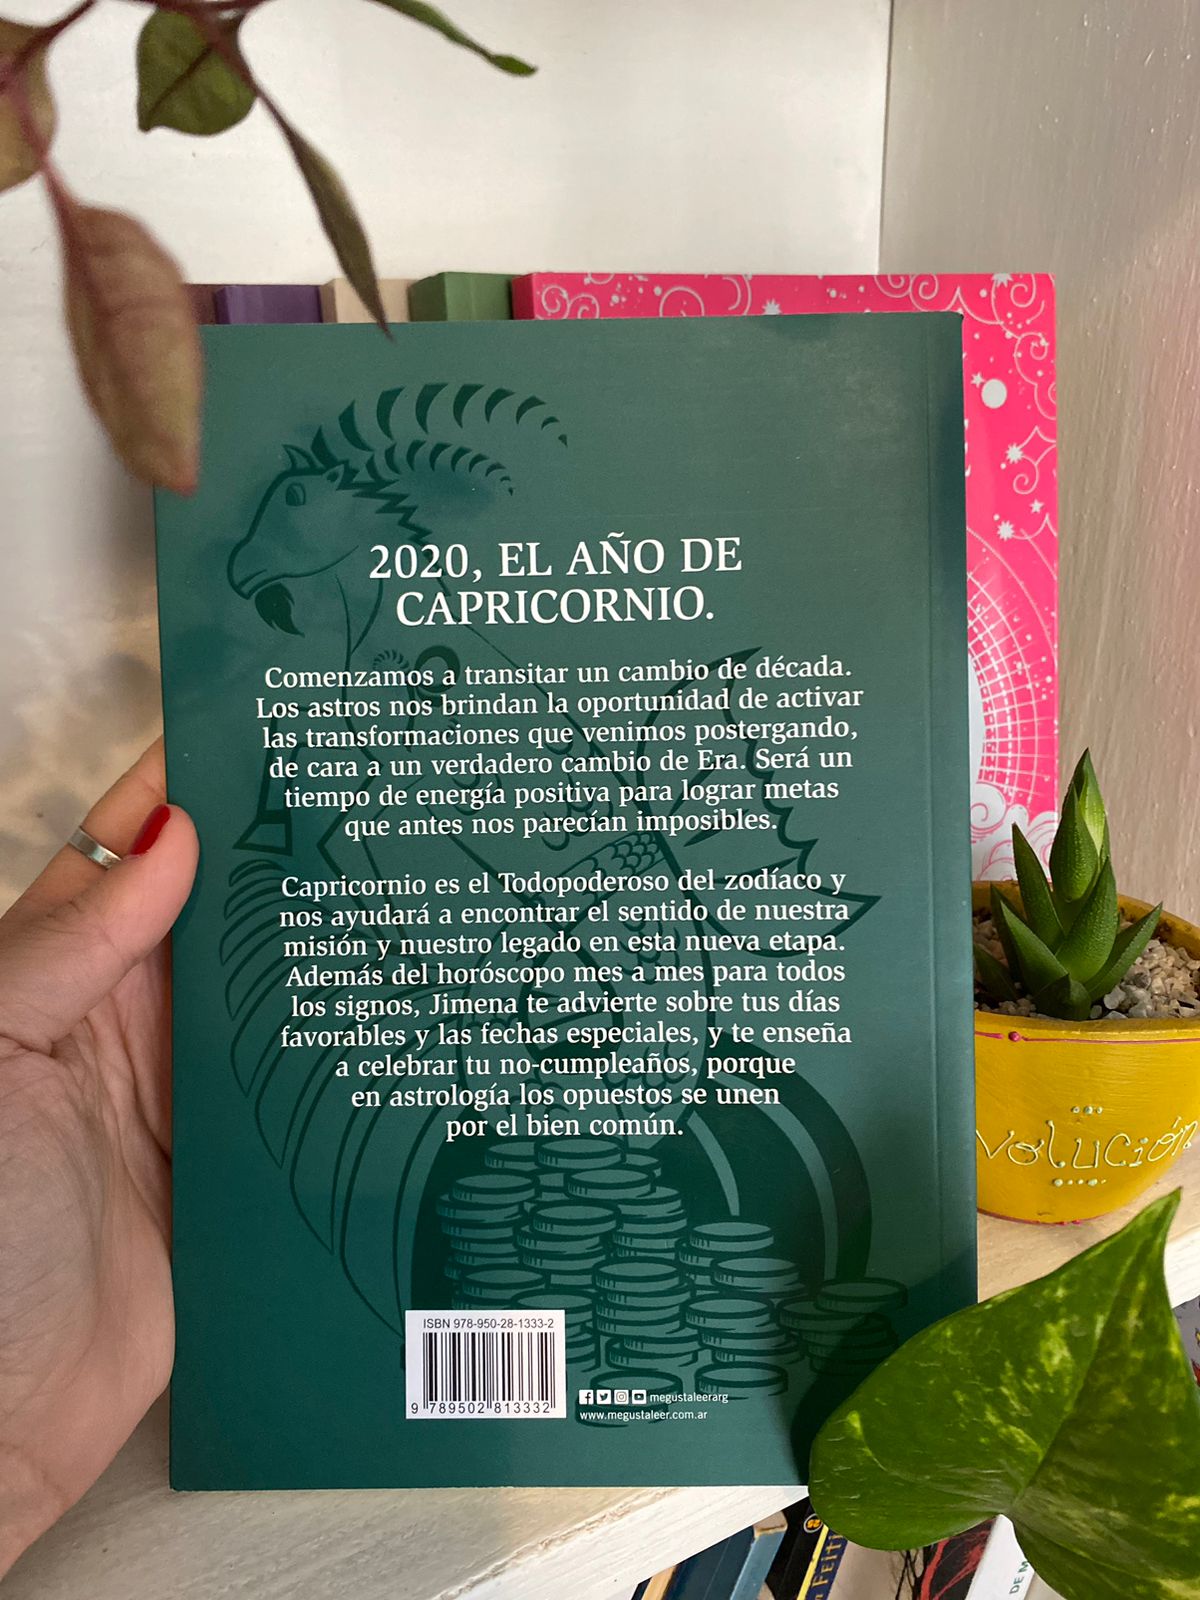 2020, EL AÑO DE
CAPRICORNIO.
Comenzamos a transitar un cambio de década.
Los astros nos brindan la oportunidad de activar
las transformaciones que venimos postergando,
de cara a un verdadero cambio de Era. Será un
tiempo de energía positiva para lograr metas
que antes nos parecían imposibles.
Capricornio es el Todopoderoso del zodíaco y
nos ayudará a encontrar el sentido de nuestra
misión y nuestro legado en esta nueva etapa.
Además del horóscopo mes a mes para todos
los signos, Jimena te advierte sobre tus días
favorables y las fechas especiales, y te enseña
a celebrar tu no-cumpleaños, porque
en astrología los opuestos se unen
por el bien común.
ISBN 978-950-28-1333-2
9 789502 813332
megustaleerarg
www.megustaleer.com.ar
volución
DE M